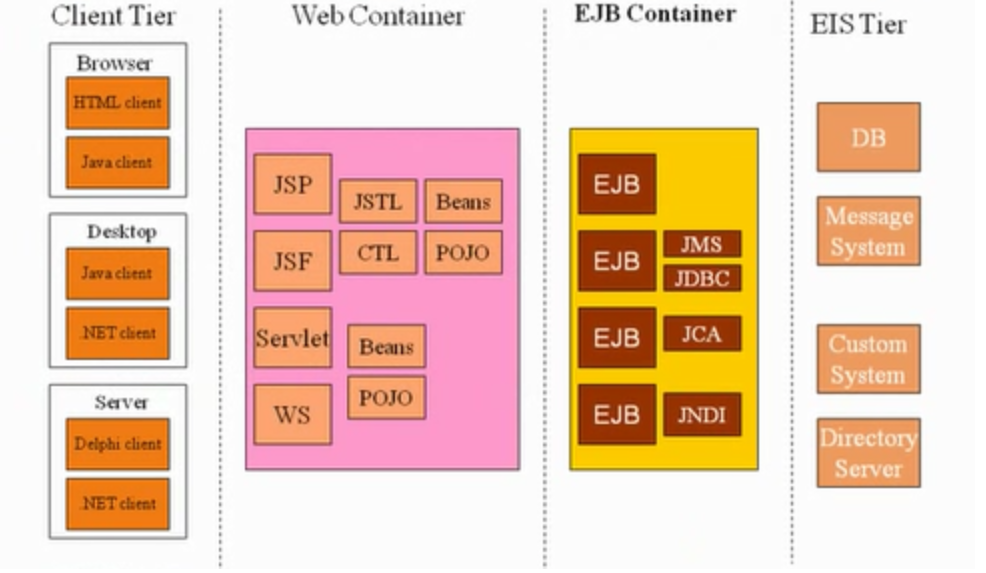 Client Tier
Web Container
EJB Container
EIS Tier
Browser
HTML client
Java client
Desktop
Java client
.NET client
Server
Delphi client
.NET client
JSP
JSTL
Beans
JSF
CTL
POJO
Servlet
Beans
WS
POJO
EJB
EJB
JMS
JDBC
EJB
JCA
EJB
JNDI
DB
Message
System
Custom
System
Directory
Server